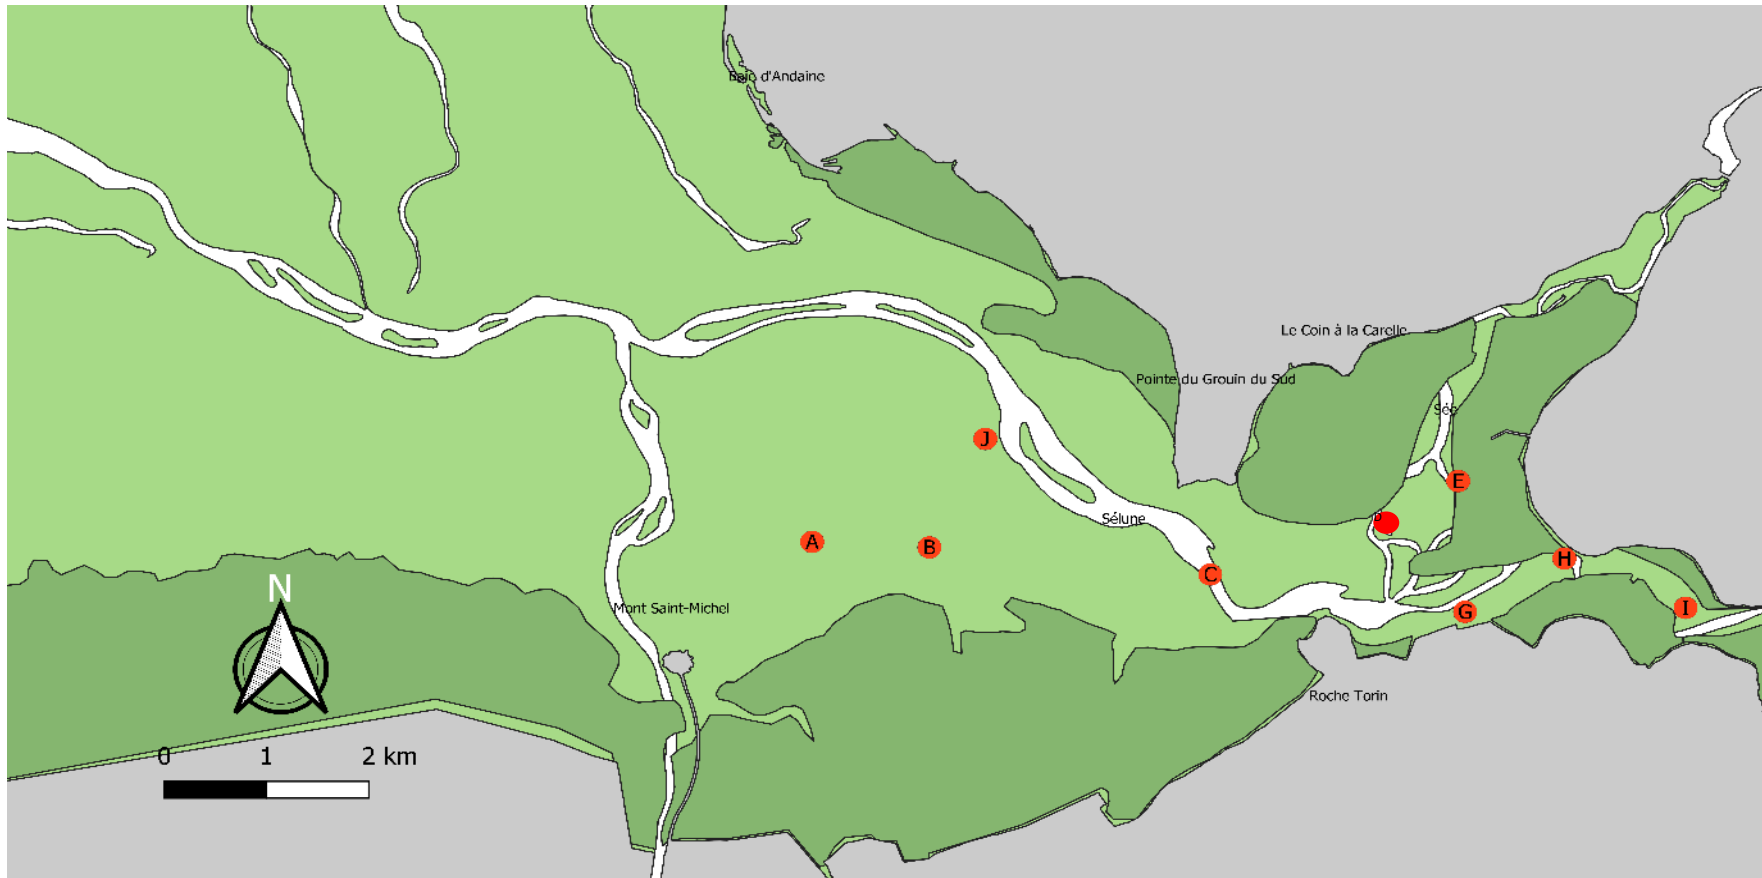 Baie d'Andaine
Le Coin à la Carelle
Pointe du Grouin du Sud
Sée
J
E
Sélune
A
B
H
C
N
Mont Saint-Michel
I
G
Roche Torin
0 1 2 km